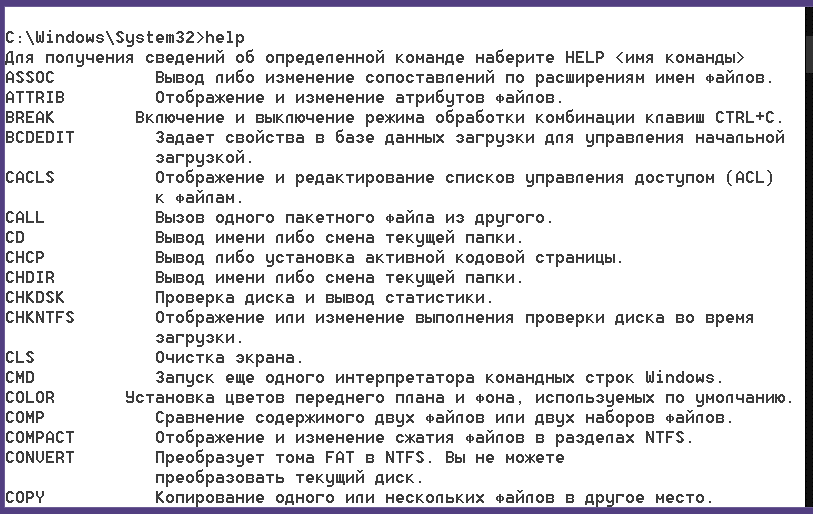 C:\Windows\System32>help
Для получения сведений об определенной команде наберите HELP <имя команды>
ASSOC Вывод либо изменение сопоставлений по расширениям имен файлов.
ATTRIB Отображение и изменение атрибутов файлов.
BREAK Включение и выключение режима обработки комбинации клавиш CTRL+C.
BCDEDIT Задает свойства в базе данных загрузки для управления начальной
загрузкой.
CACLS Отображение и редактирование списков управления доступом (ACL)
к файлам.
CALL Вызов одного пакетного файла из другого.
CD Вывод имени либо смена текущей папки.
CHCP Вывод либо установка активной кодовой страницы.
CHDIR Вывод имени либо смена текущей папки.
CHKDSK Проверка диска и вывод статистики.
CHKNTFS Отображение или изменение выполнения проверки диска во время
загрузки.
CLS Очистка экрана.
CMD Запуск еще одного интерпретатора командных строк Windows.
COLOR Установка цветов переднего плана и фона, используемых по умолчанию.
COMP Сравнение содержимого двух файлов или двух наборов файлов.
COMPACT Отображение и изменение сжатия файлов в разделах NTFS.
CONVERT Преобразует тома FAT в NTFS. Вы не можете
преобразовать текущий диск.
COPY Копирование одного или нескольких файлов в другое место.